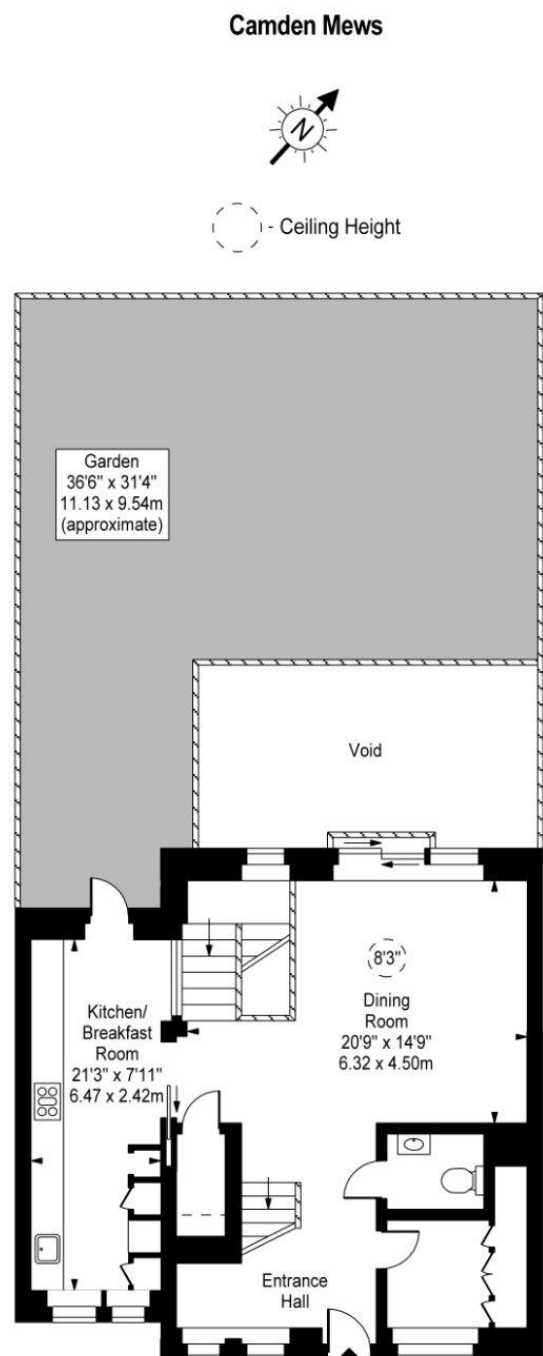 Camden Mews
N
- Ceiling Height
Garden
36'6" x 31'4"
11.13 x 9.54m
(approximate)
Void
8'3"
Dining
Room
20'9" x 14'9"
6.32 x 4.50m
Kitchen/
Breakfast
Room
21'3" x 7'11"
6.47 x 2.42m
Entrance
Hall